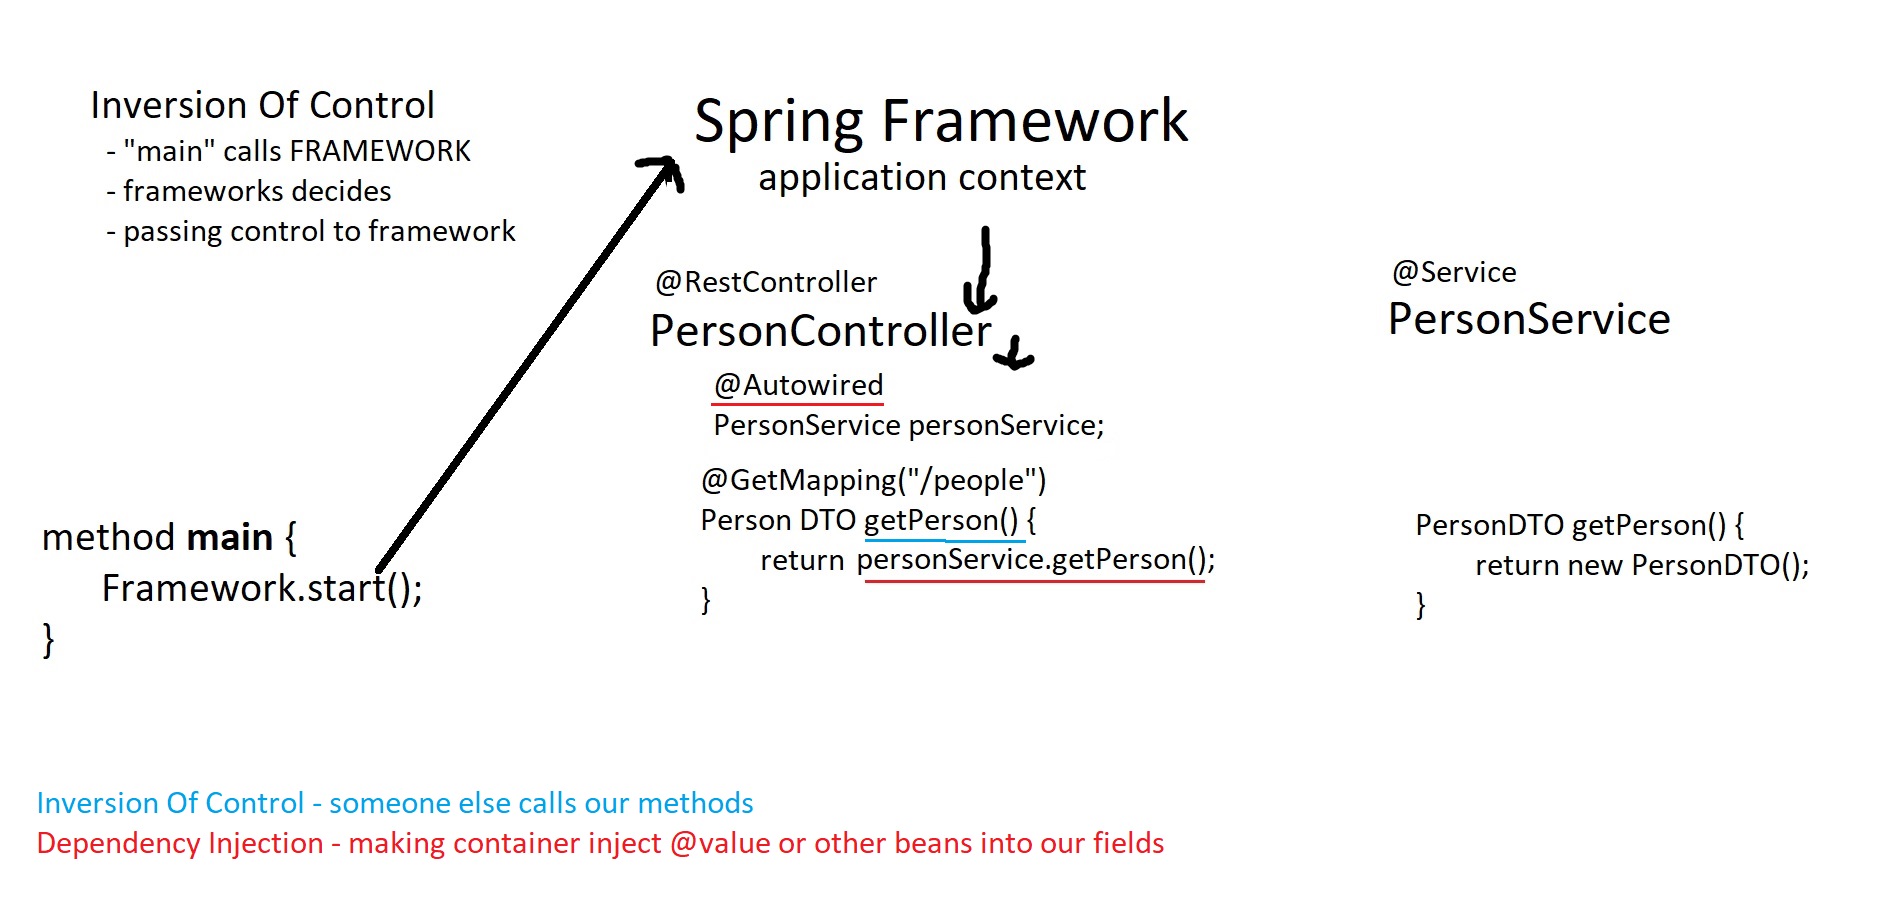 Inversion Of Control
- "main" calls FRAMEWORK
- frameworks decides
- passing control to framework
method main {
Framework.start();
}
Spring Framework
application context
@RestController
PersonController
@Autowired
PersonService personService;
@GetMapping("/people")
Person DTO getPerson() {
return personService.getPerson();
}
@Service
PersonService
PersonDTO getPerson() {
return new PersonDTO();
}
Inversion Of Control - someone else calls our methods
Dependency Injection - making container inject @value or other beans into our fields